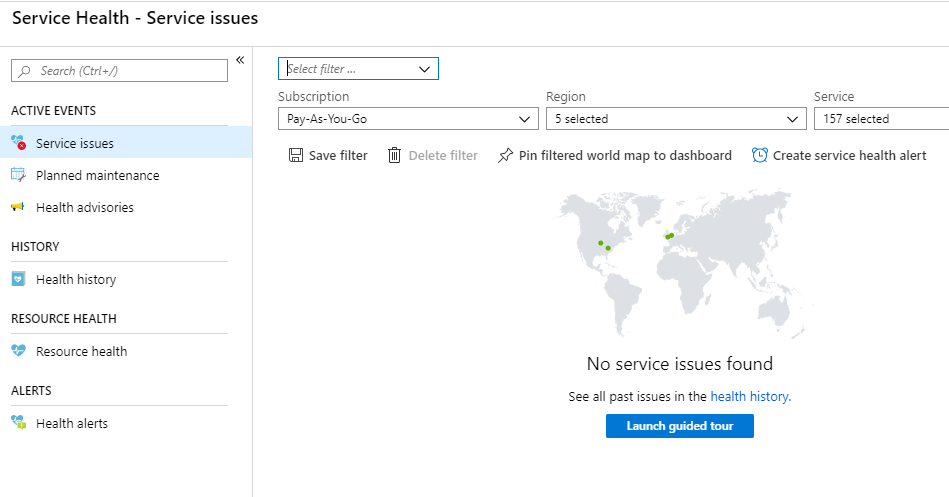 Service Health - Service issues
Search (Ctrl+/)
«
ACTIVE EVENTS
Service issues
Planned maintenance
Health advisories
HISTORY
Health history
RESOURCE HEALTH
Resource health
ALERTS
Health alerts
Select filter ...
Subscription Region Service
Pay-As-You-Go 5 selected 157 selected
Save filter Delete filter Pin filtered world map to dashboard Create service health alert
No service issues found
See all past issues in the health history.
Launch guided tour